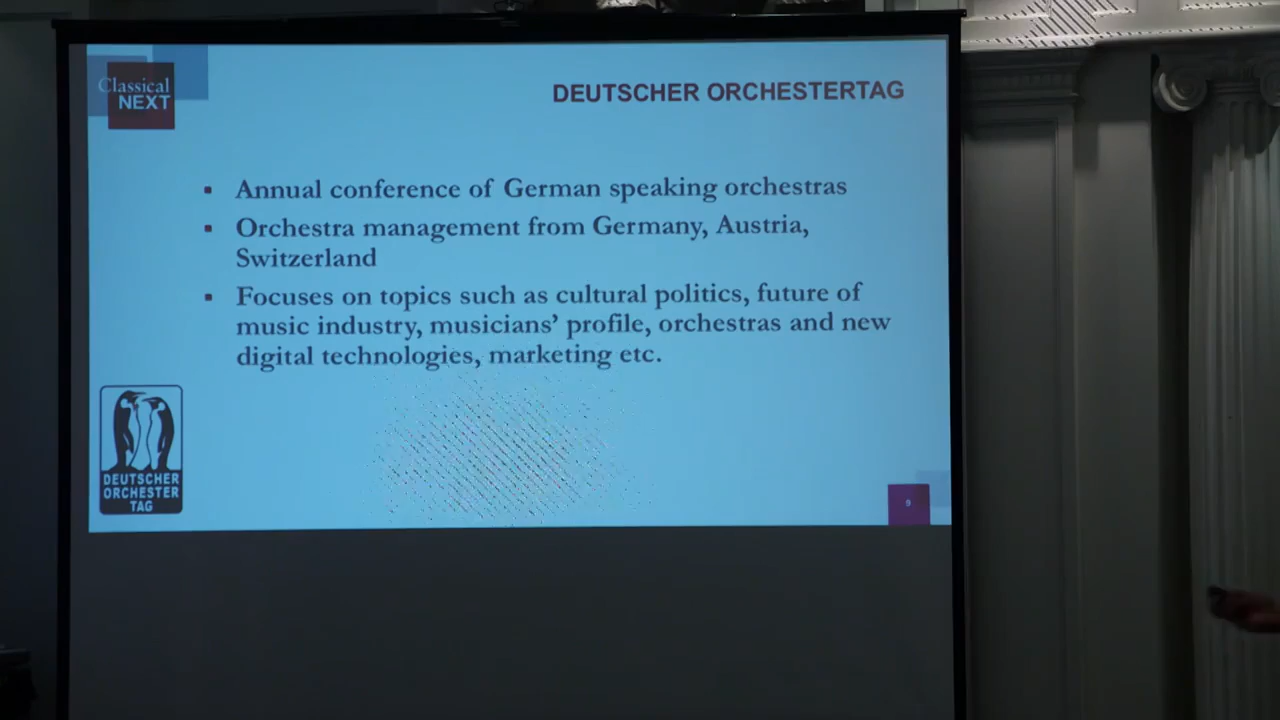 Classical
NEXT
DEUTSCHER ORCHESTERTAG
▪ Annual conference of German speaking orchestras
▪ Orchestra management from Germany, Austria,
Switzerland
▪ Focuses on topics such as cultural politics, future of
music industry, musicians’ profile, orchestras and new
digital technologies, marketing etc.
DEUTSCHER
ORCHESTER
TAG
9